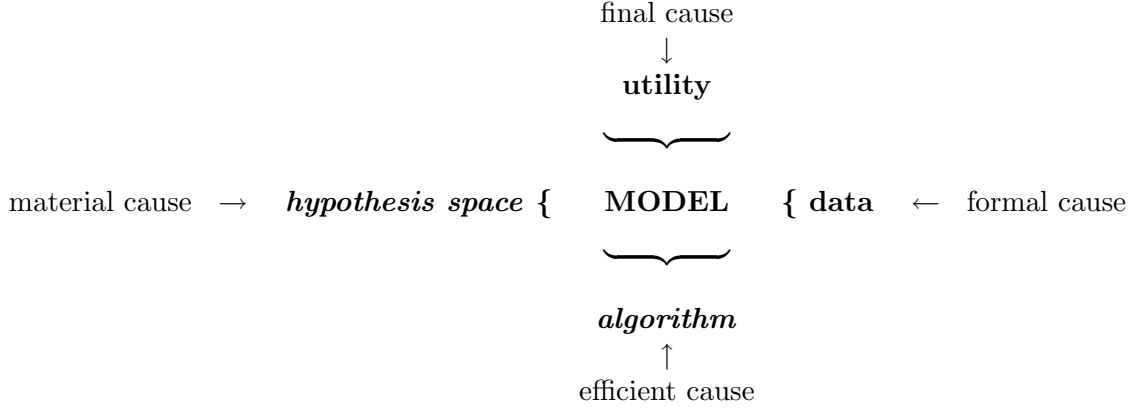 final cause
↓
utility
material cause → hypothesis space { MODEL { data ← formal cause
algorithm
↑
efficient cause